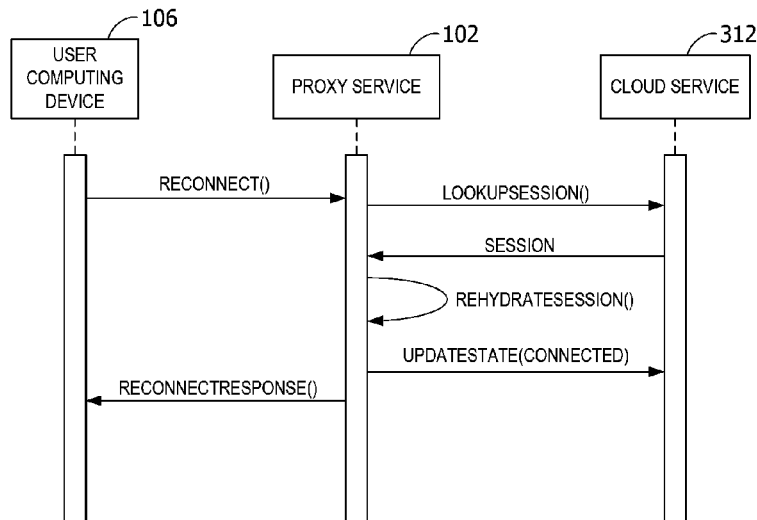 106
102
312
USER
COMPUTING
DEVICE
PROXY SERVICE
CLOUD SERVICE
RECONNECT()
LOOKUPSESSION()
SESSION
REHYDRATESESSION()
UPDATESTATE(CONNECTED)
RECONNECTRESPONSE()